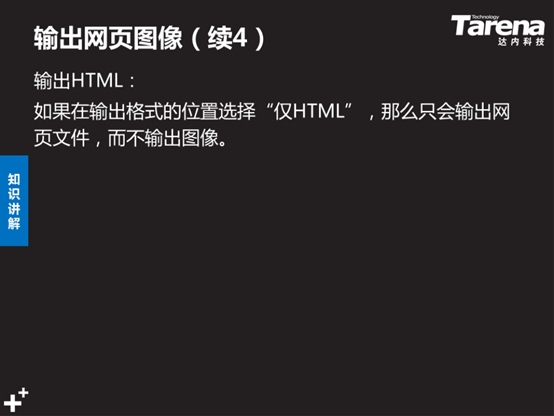 输出网页图像（续4）
Technology
Tarena
达内科技
输出HTML：
如果在输出格式的位置选择“仅HTML”，那么只会输出网
页文件，而不输出图像。
知
识
讲
解